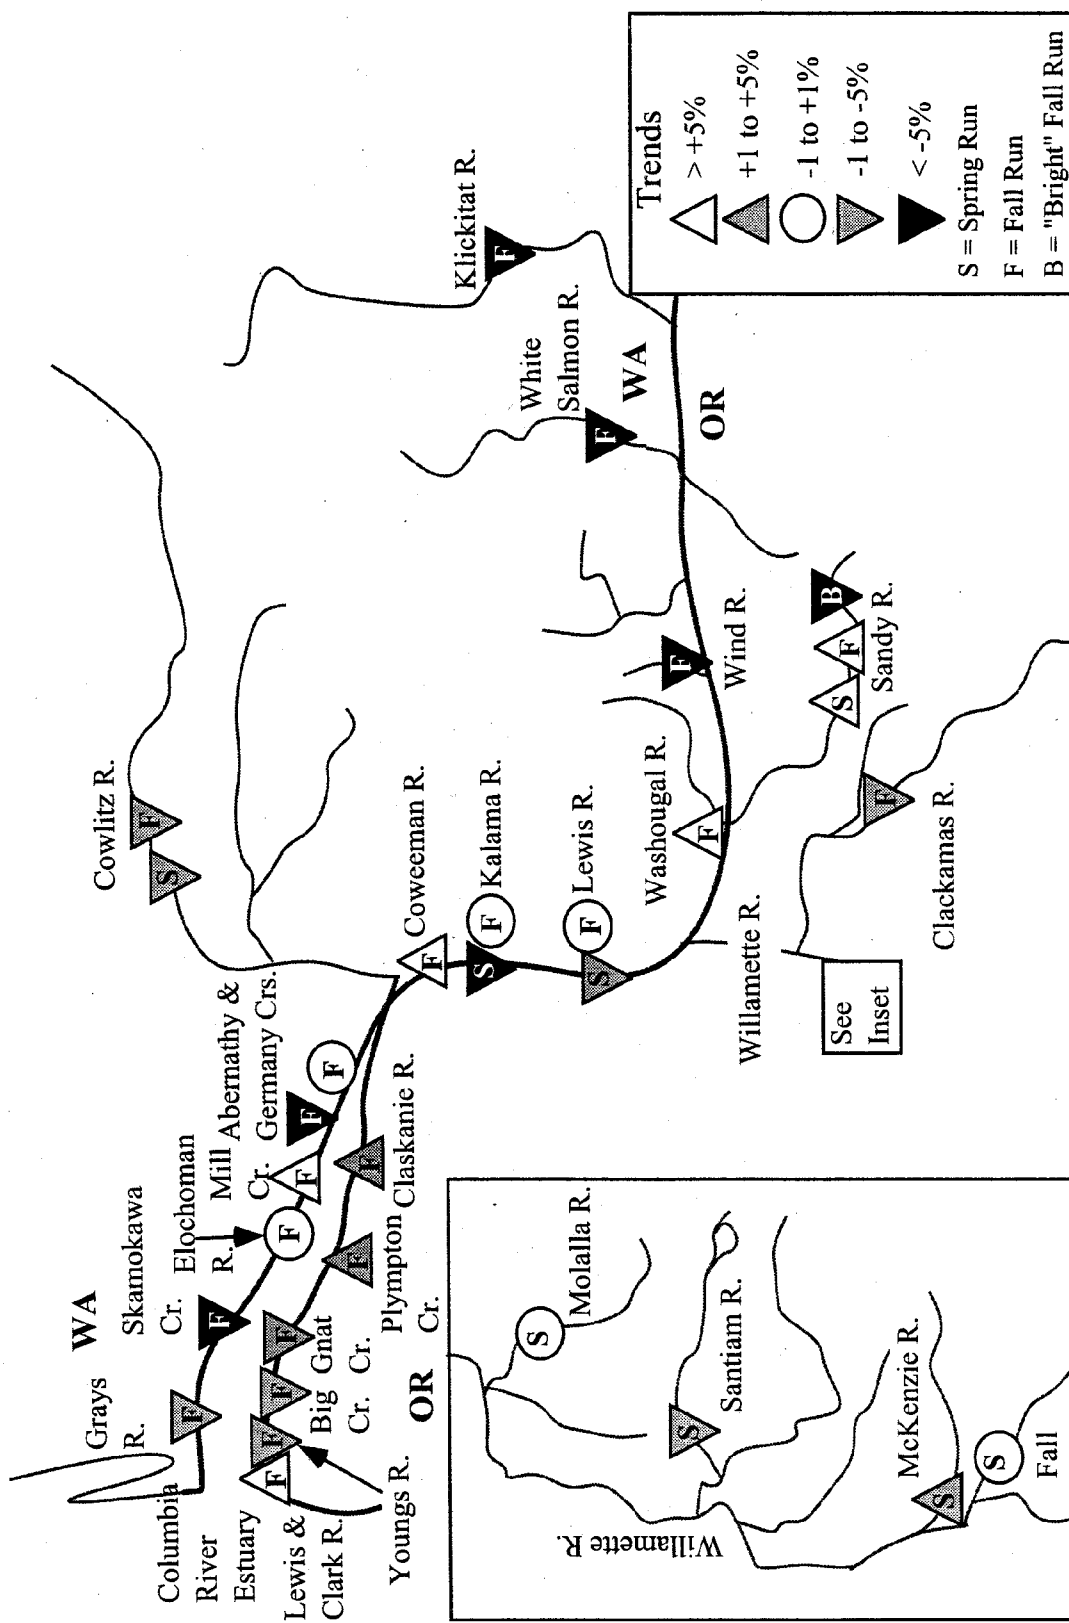 Columbia
River
Estuary
Grays
R.
WA
Skamokawa
Cr.
Elochoman
R.
Mill
Cr.
Abernathy &
Germany Crs.
Cowlitz R.
Coweeman R.
Kalama R.
Lewis R.
Washougal R.
Wind R.
White
Salmon R.
Klickitat R.
WA
OR
Lewis &
Clark R.
Youngs R.
Big
Cr.
Gnat
Cr.
Plympton
Cr.
Claskanie R.
OR
Willamette R.
See
Inset
Clackamas R.
Sandy R.
F
F
F
F
F
F
S
F
F
F
F
F
F
F
F
S
F
S
F
F
F
F
F
S
F
B
F
Willamette R.
S
Molalla R.
S
Santiam R.
S
McKenzie R.
S
Fall
Trends
> +5%
+1 to +5%
-1 to +1%
-1 to -5%
< -5%
S = Spring Run
F = Fall Run
B = "Bright" Fall Run